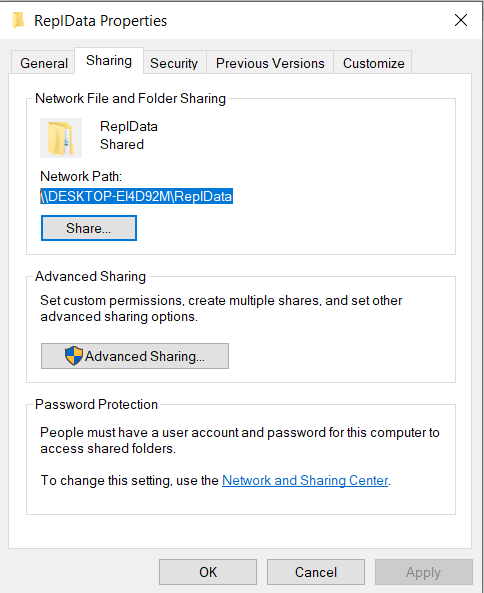 ReplData Properties
General
Sharing
Security
Previous Versions
Customize
Network File and Folder Sharing
ReplData
Shared
Network Path:
\\DESKTOP-EI4D92M\ReplData
Share...
Advanced Sharing
Set custom permissions, create multiple shares, and set other
advanced sharing options.
Advanced Sharing...
Password Protection
People must have a user account and password for this computer to
access shared folders.
To change this setting, use the Network and Sharing Center.
OK
Cancel
Apply